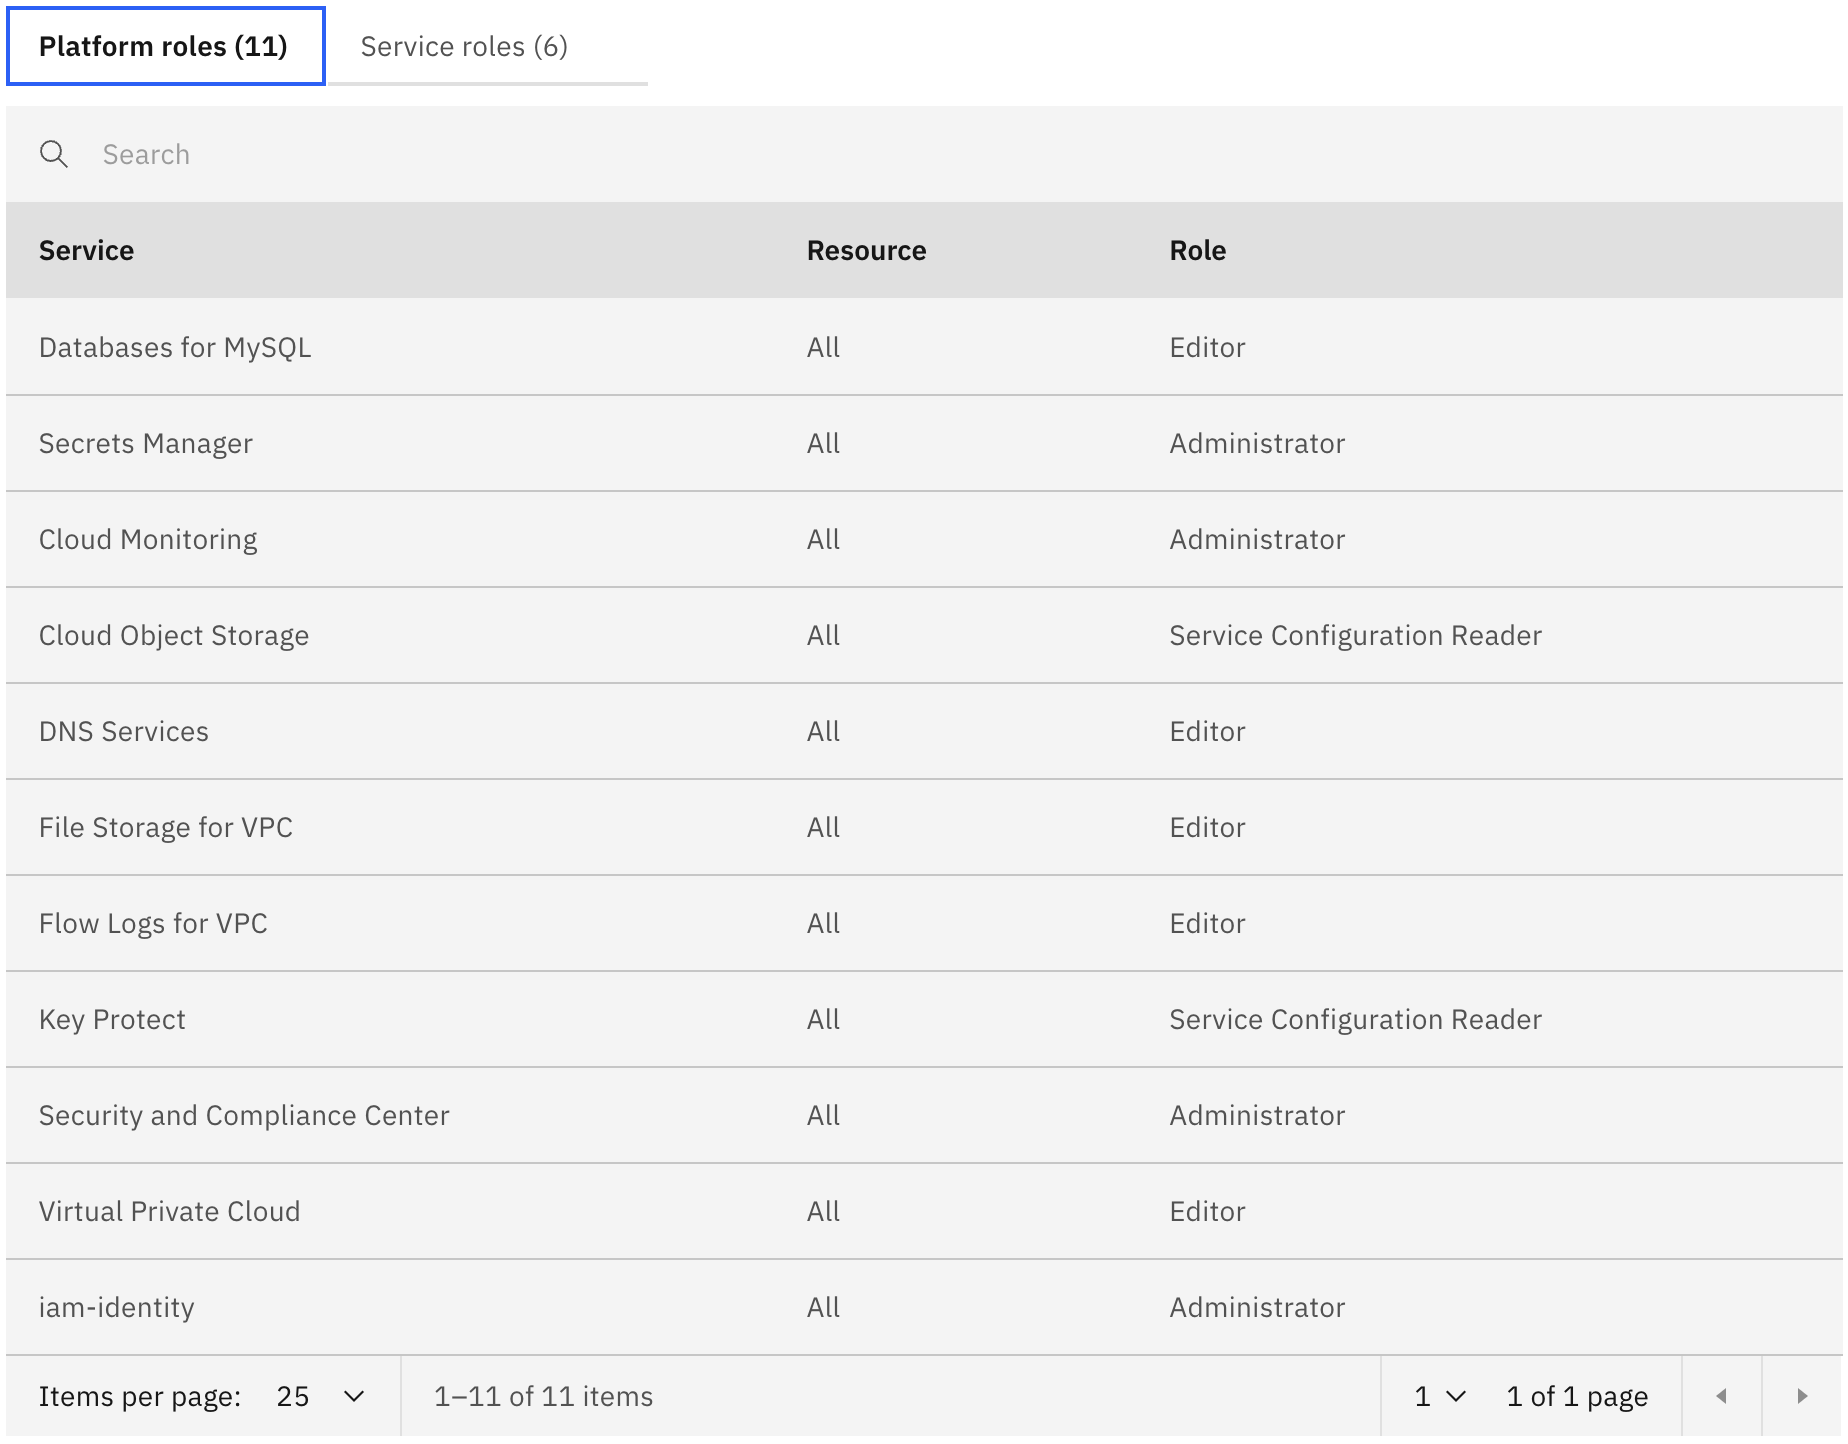 Platform roles (11) Service roles (6)
Search
Service Resource Role
Databases for MySQL All Editor
Secrets Manager All Administrator
Cloud Monitoring All Administrator
Cloud Object Storage All Service Configuration Reader
DNS Services All Editor
File Storage for VPC All Editor
Flow Logs for VPC All Editor
Key Protect All Service Configuration Reader
Security and Compliance Center All Administrator
Virtual Private Cloud All Editor
iam-identity All Administrator
Items per page: 25 1–11 of 11 items 1 1 of 1 page